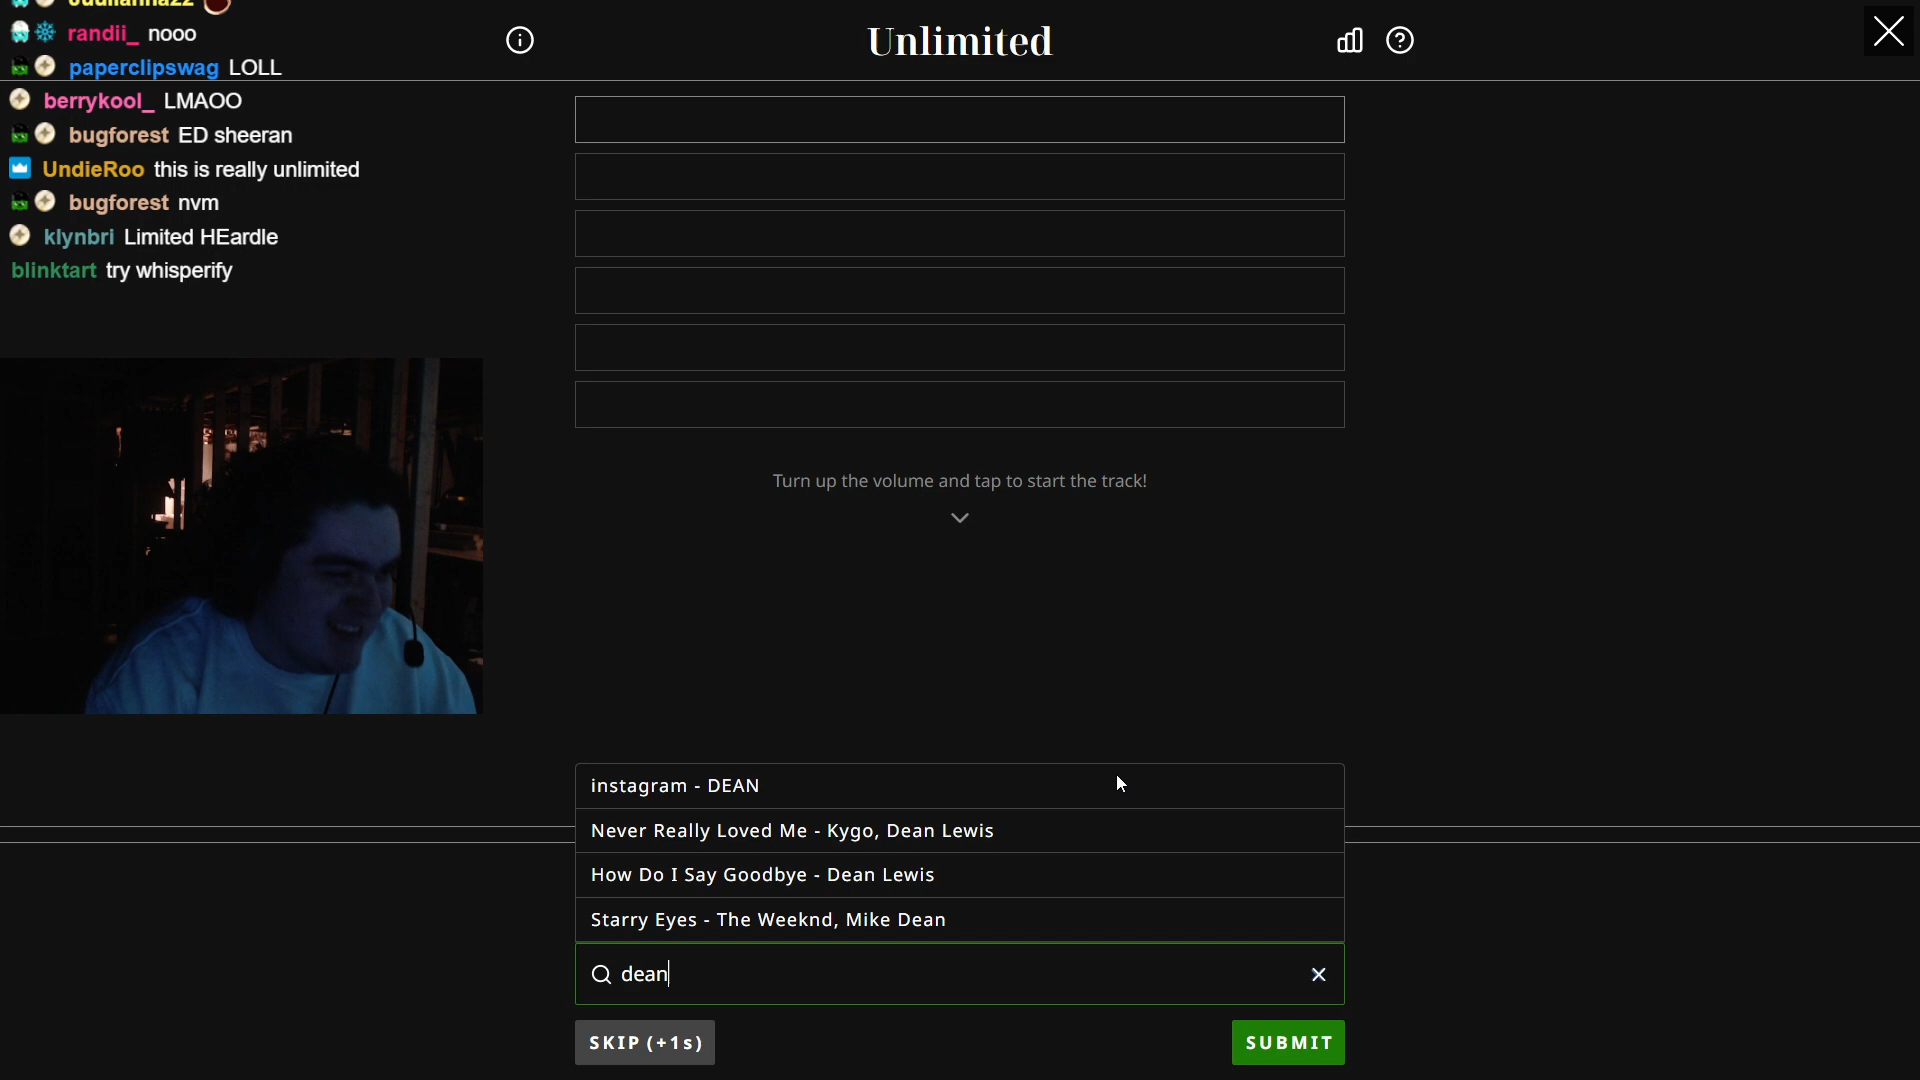 randii_ nooo
paperclipswag LOLL
berrykool_ LMAOO
bugforest ED sheeran
UndieRoo this is really unlimited
bugforest nvm
klynbri Limited HEardle
blinktart try whisperify
Unlimited
Turn up the volume and tap to start the track!
instagram - DEAN
Never Really Loved Me - Kygo, Dean Lewis
How Do I Say Goodbye - Dean Lewis
Starry Eyes - The Weeknd, Mike Dean
dean
SKIP (+1s)
SUBMIT